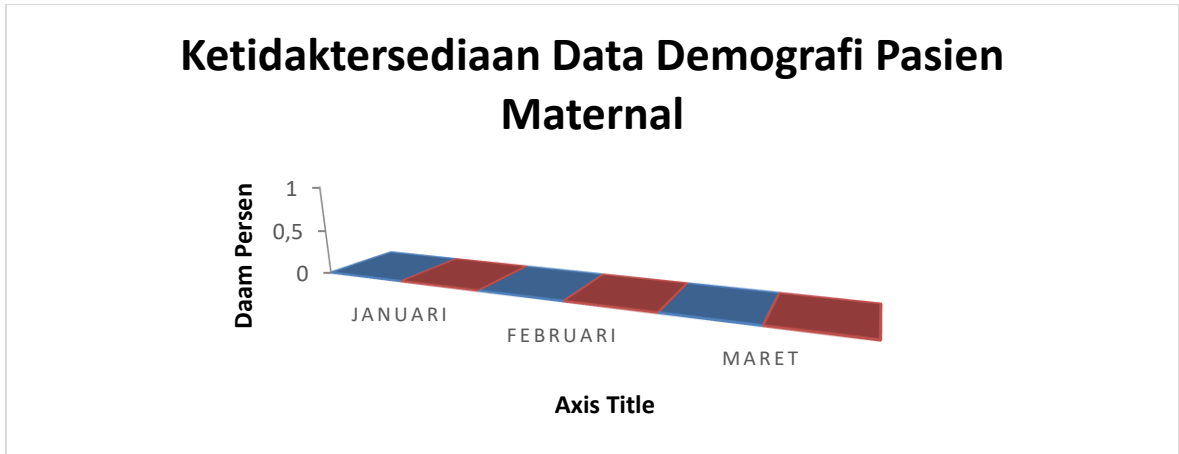 Ketidaktersediaan Data Demografi Pasien
Maternal
Daam Persen
1
0,5
0
JANUARI
FEBRUARI
MARET
Axis Title